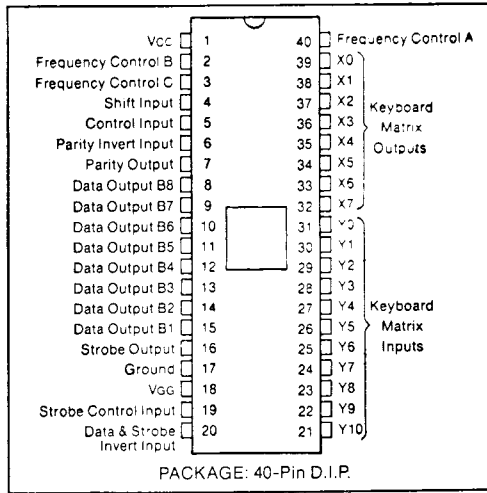 Vcc 1 40 Frequency Control A
Frequency Control B 2 39 X0
Frequency Control C 3 38 X1
Shift Input 4 37 X2
Control Input 5 36 X3
Parity Invert Input 6 35 X4
Parity Output 7 34 X5
Data Output B8 8 33 X6
Data Output B7 9 32 X7
Keyboard
Matrix
Outputs
Data Output B6 10 31 Y0
Data Output B5 11 30 Y1
Data Output B4 12 29 Y2
Data Output B3 13 28 Y3
Data Output B2 14 27 Y4
Data Output B1 15 26 Y5
Strobe Output 16 25 Y6
Ground 17 24 Y7
VGG 18 23 Y8
Strobe Control Input 19 22 Y9
Data & Strobe 20 21 Y10
Invert Input
Keyboard
Matrix
Inputs
PACKAGE: 40-Pin D.I.P.